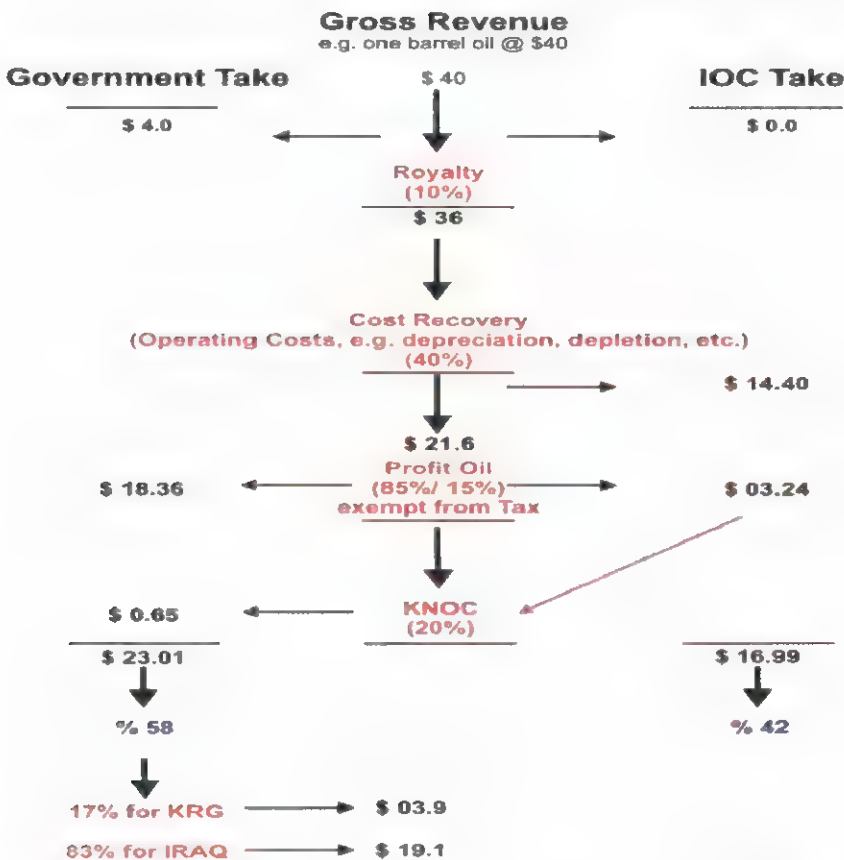 Gross Revenue
e.g. one barrel oil @ $40
Government Take
$ 40
IOC Take
$ 4.0
$ 0.0
Royalty
(10%)
$ 36
Cost Recovery
(Operating Costs, e.g. depreciation, depletion, etc.)
(40%)
$ 14.40
$ 21.6
Profit Oil
$ 18.36
(85%/ 15%)
$ 03.24
exempt from Tax
$ 0.65
KNOC
(20%)
$ 23.01
$ 16.99
% 58
% 42
17% for KRG
$ 03.9
83% for IRAQ
$ 19.1